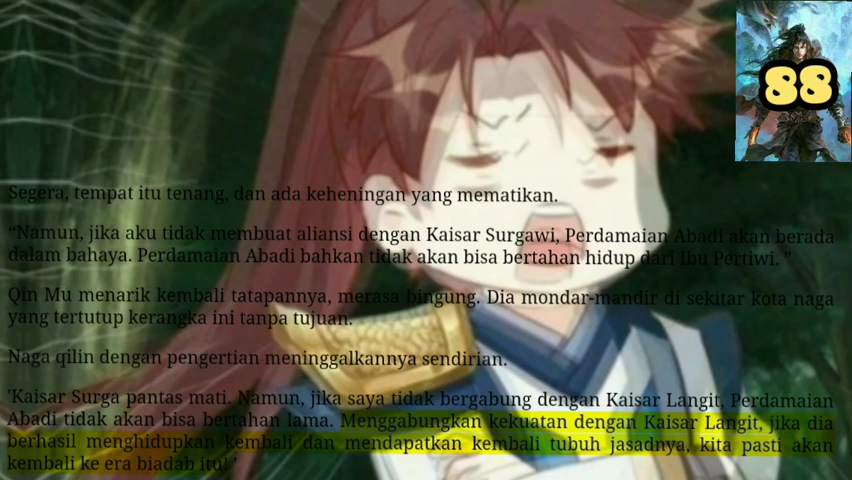 88
Segera, tempat itu tenang, dan ada keheningan yang mematikan.
“Namun, jika aku tidak membuat aliansi dengan Kaisar Surgawi, Perdamaian Abadi akan berada
dalam bahaya. Perdamaian Abadi bahkan tidak akan bisa bertahan hidup dari Ibu Pertiwi. ”
Qin Mu menarik kembali tatapannya, merasa bingung. Dia mondar-mandir di sekitar kota naga
yang tertutup kerangka ini tanpa tujuan.
Naga qilin dengan pengertian meninggalkannya sendirian.
'Kaisar Surga pantas mati. Namun, jika saya tidak bergabung dengan Kaisar Langit, Perdamaian
Abadi tidak akan bisa bertahan lama. Menggabungkan kekuatan dengan Kaisar Langit, jika dia
berhasil menghidupkan kembali dan mendapatkan kembali tubuh jasadnya, kita pasti akan
kembali ke era biadab itu! '